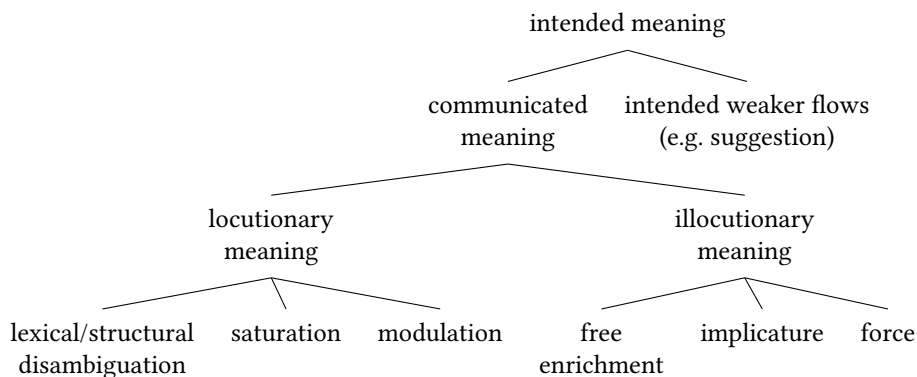 intended meaning
communicated
meaning
intended weaker flows
(e.g. suggestion)
locutionary
meaning
illocutionary
meaning
lexical/structural
disambiguation
saturation
modulation
free
enrichment
implicature
force